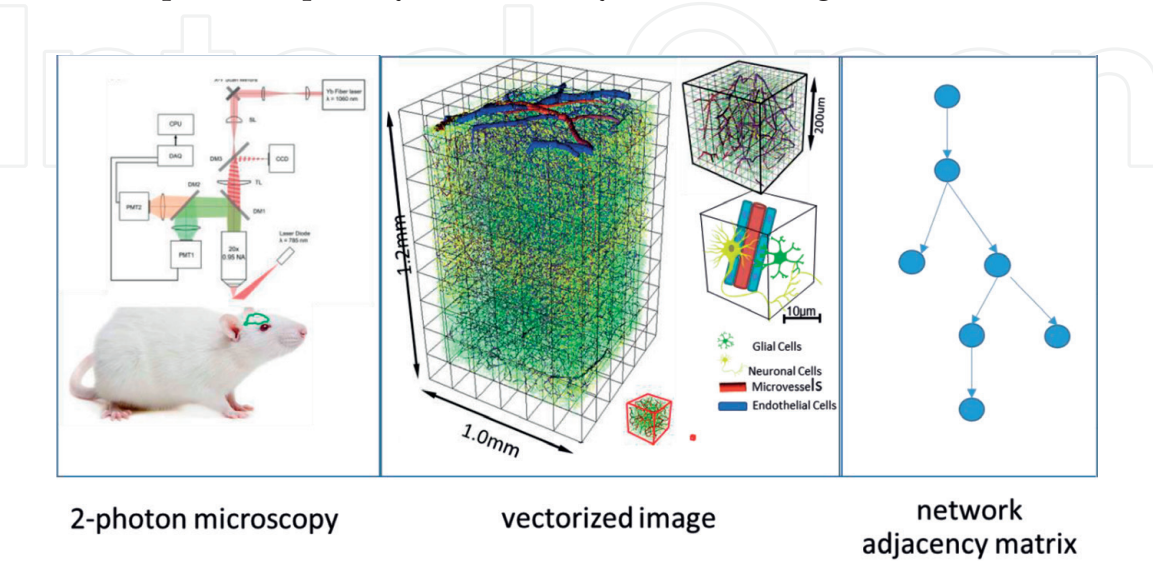 Yb Fiber laser
λ = 1060 nm
SL
CPU
DAQ
DM3
CCD
TL
DM2
PMT2
DM1
Laser Diode
λ = 785 nm
PMT1
20x
0.95 NA
1.2mm
1.0mm
200um
10μm
Glial Cells
Neuronal Cells
Microvessels
Endothelial Cells
2-photon microscopy
vectorized image
network
adjacency matrix